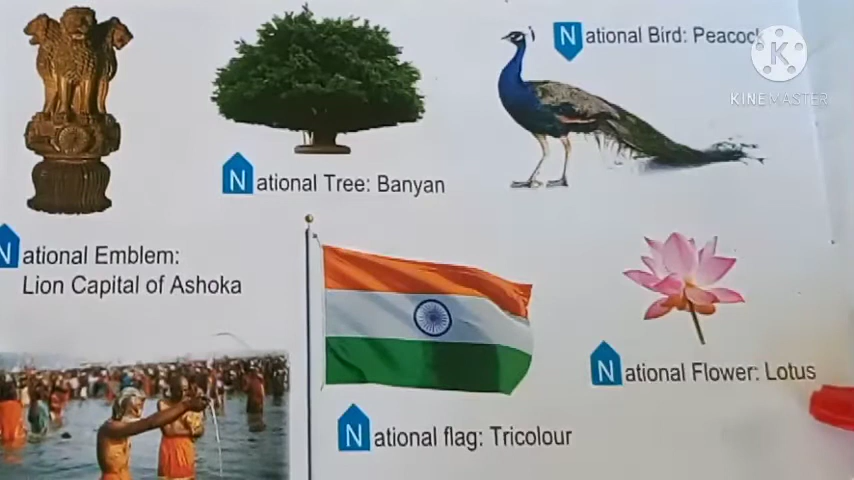 National Bird: Peacock
K
KINEMASTER
National Tree: Banyan
National Emblem:
Lion Capital of Ashoka
National Flower: Lotus
National flag: Tricolour